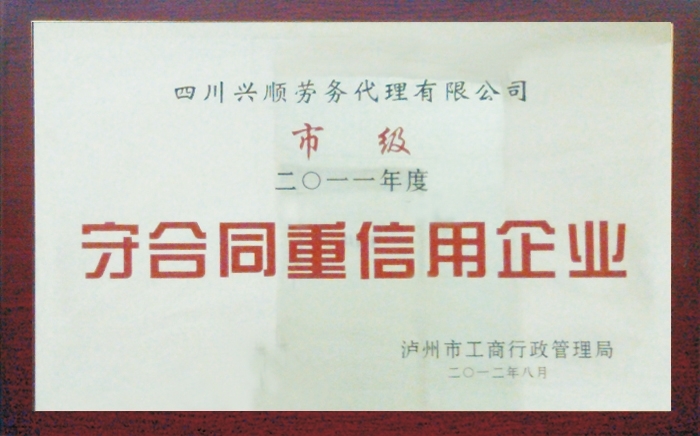 四川兴顺劳务代理有限公司
市 级
二〇一一年度
守合同重信用企业
泸州市工商行政管理局
二〇一二年八月